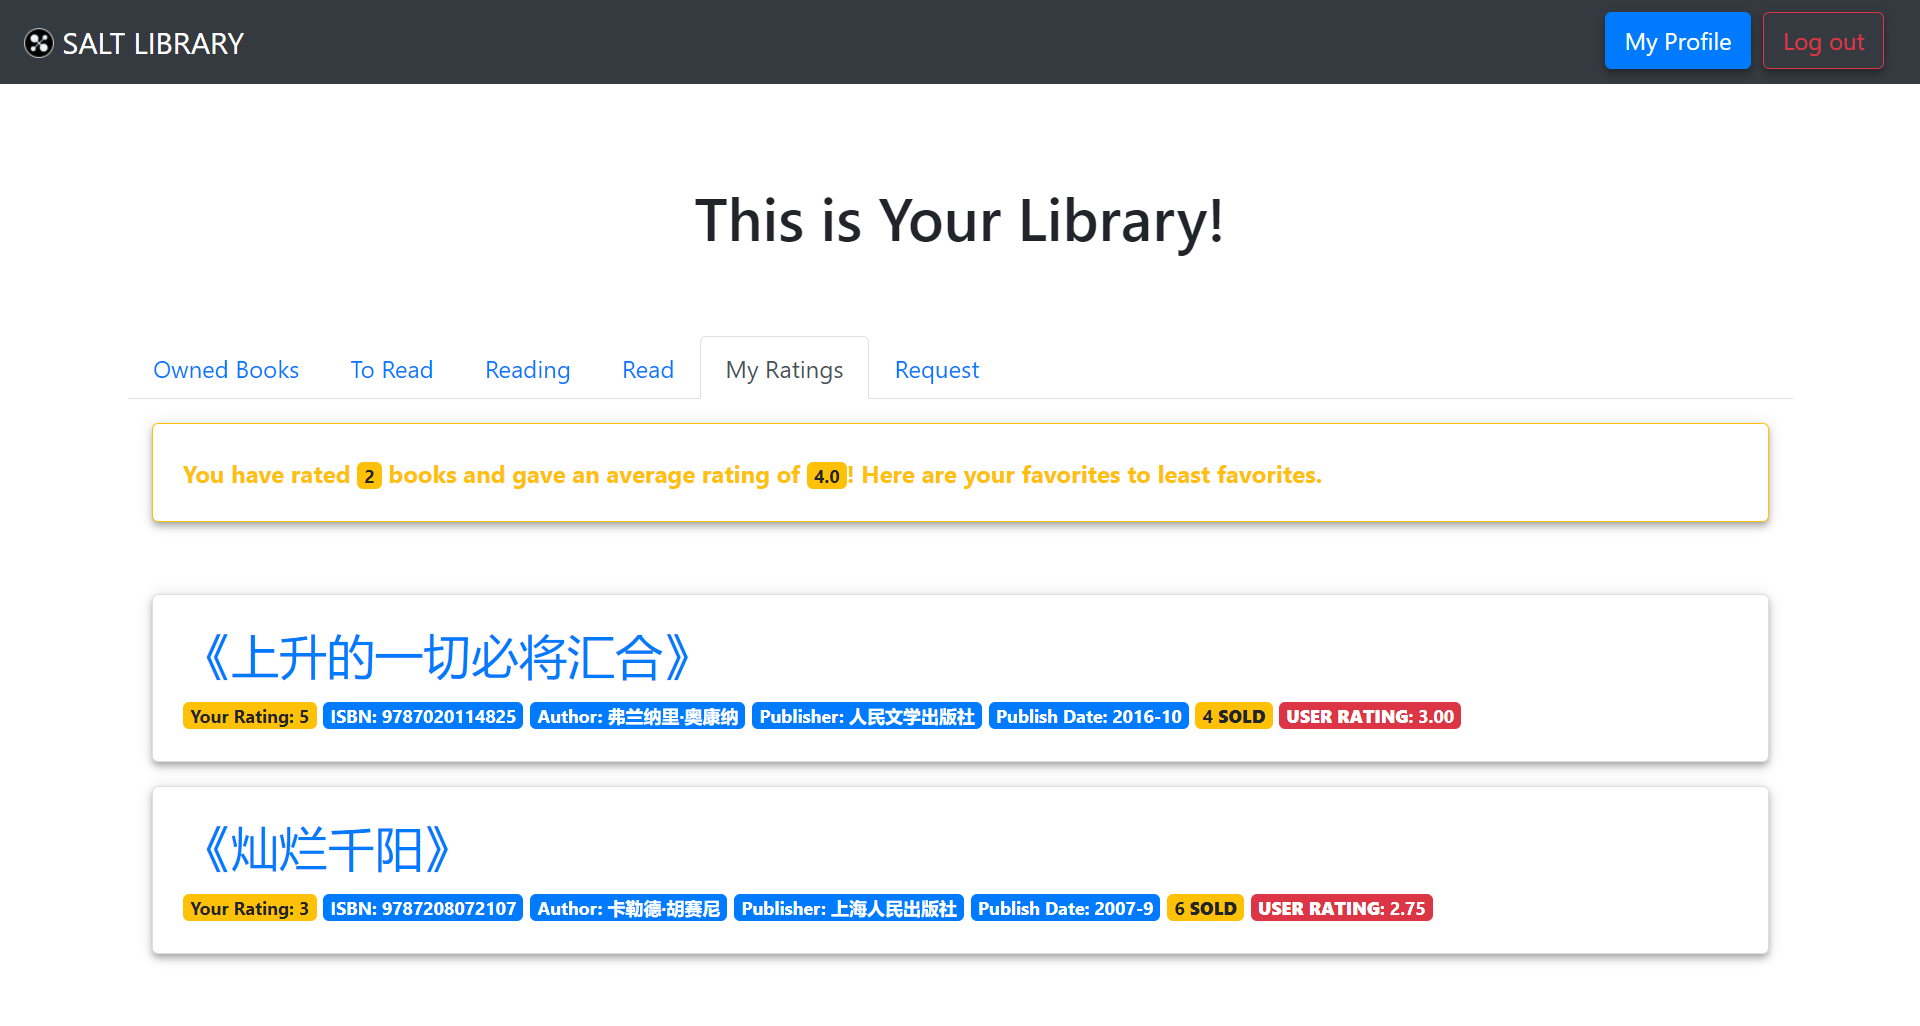 SALT LIBRARY
My Profile
Log out
This is Your Library!
Owned Books
To Read
Reading
Read
My Ratings
Request
You have rated 2 books and gave an average rating of 4.0! Here are your favorites to least favorites.
《上升的一切必将汇合》
Your Rating: 5 ISBN: 9787020114825 Author: 弗兰纳里·奥康纳 Publisher: 人民文学出版社 Publish Date: 2016-10 4 SOLD USER RATING: 3.00
《灿烂千阳》
Your Rating: 3 ISBN: 9787208072107 Author: 卡勒德·胡赛尼 Publisher: 上海人民出版社 Publish Date: 2007-9 6 SOLD USER RATING: 2.75